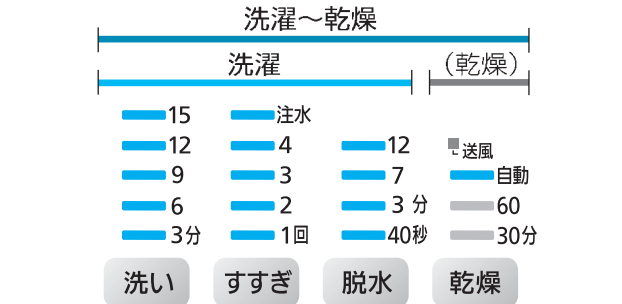 洗濯～乾燥
洗濯 （乾燥）
15 注水
12 4 12 送風
9 3 7 自動
6 2 3 分 60
3分 1回 40秒 30分
洗い すすぎ 脱水 乾燥